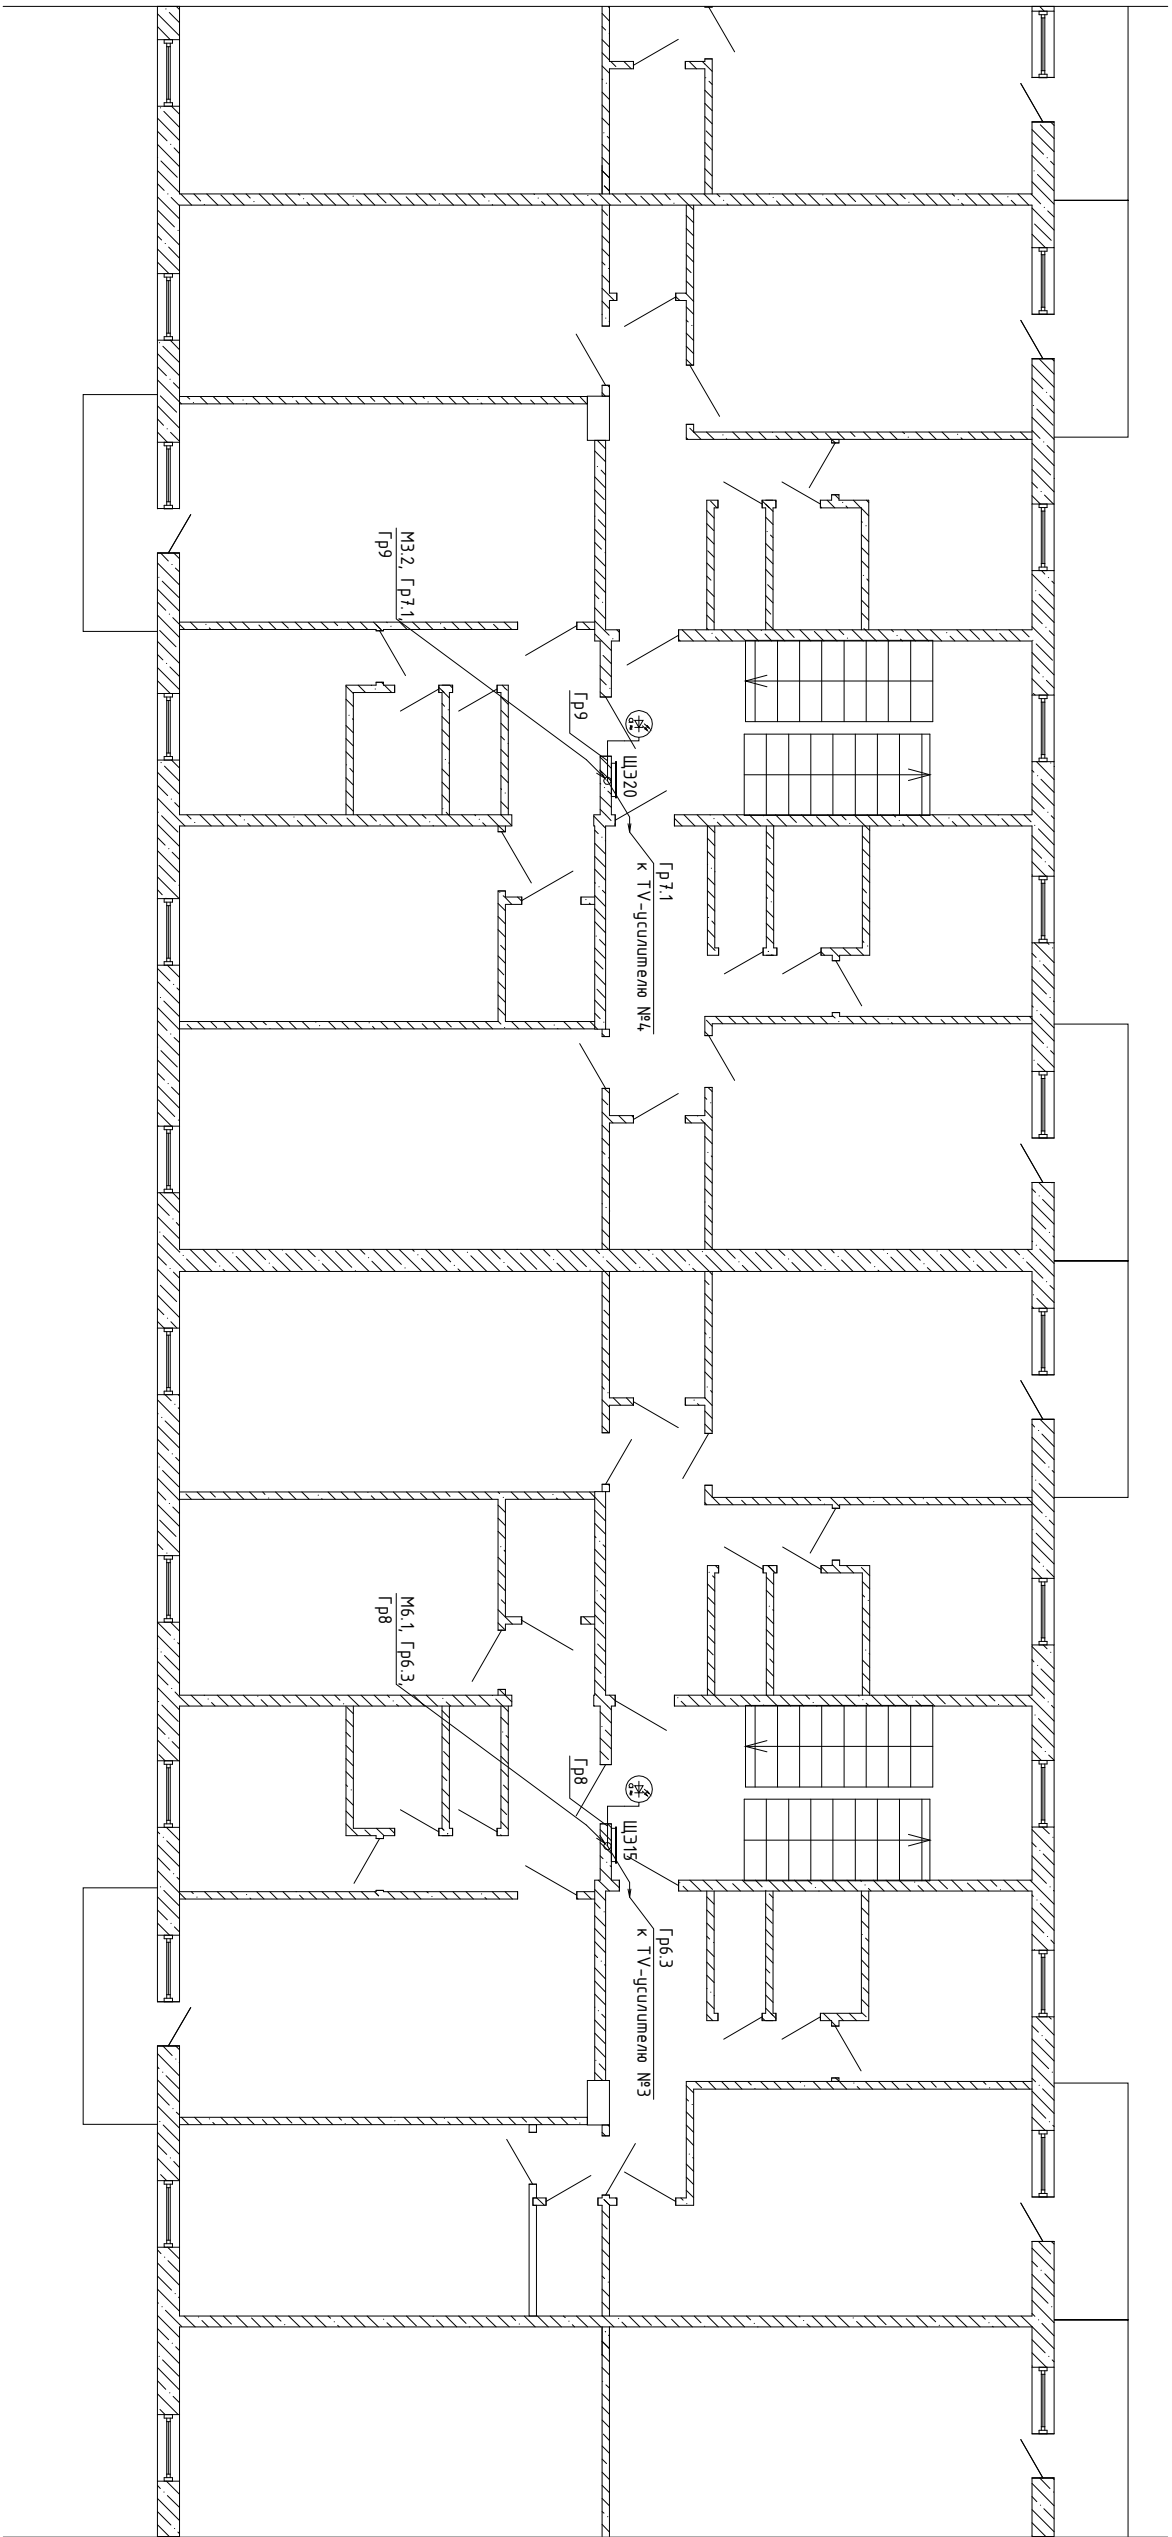 М3.2, Гр7.1,
Гр9
Гр9
ЩЭ20
Гр7.1
к TV-усилителю №4
М6.1, Гр6.3,
Гр8
Гр8
ЩЭ15
Гр6.3
к TV-усилителю №3